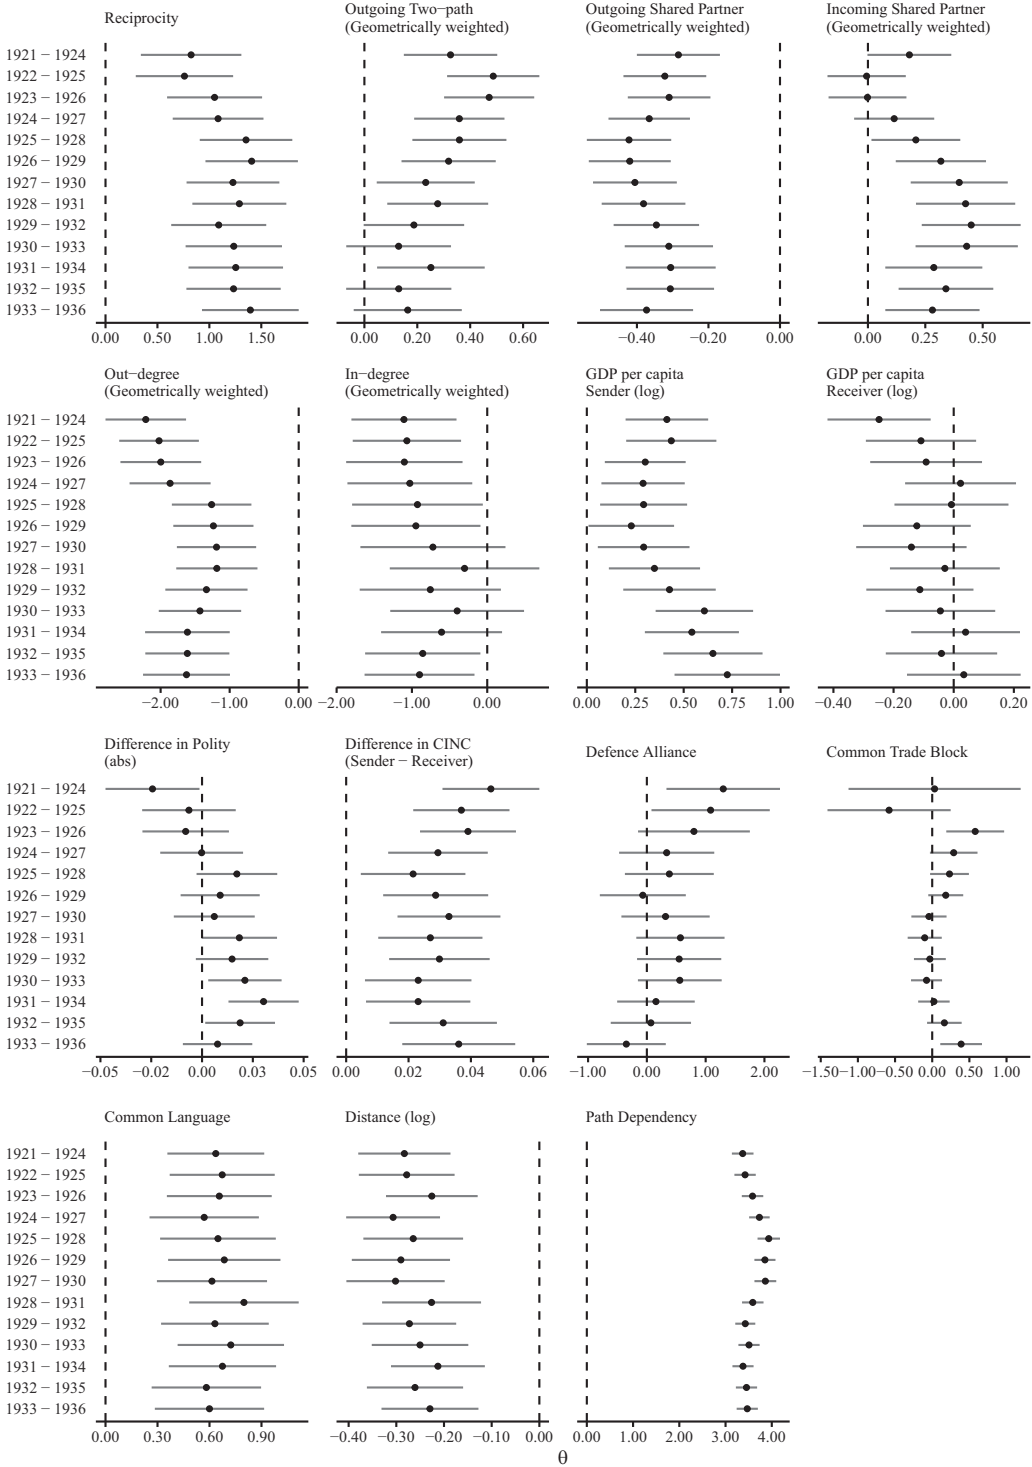 Reciprocity
Outgoing Two−path
(Geometrically weighted)
Outgoing Shared Partner
(Geometrically weighted)
Incoming Shared Partner
(Geometrically weighted)
1921 − 1924
1922 − 1925
1923 − 1926
1924 − 1927
1925 − 1928
1926 − 1929
1927 − 1930
1928 − 1931
1929 − 1932
1930 − 1933
1931 − 1934
1932 − 1935
1933 − 1936
0.00 0.50 1.00 1.50
0.00 0.20 0.40 0.60
−0.40 −0.20 0.00
0.00 0.25 0.50
Out−degree
(Geometrically weighted)
In−degree
(Geometrically weighted)
GDP per capita
Sender (log)
GDP per capita
Receiver (log)
1921 − 1924
1922 − 1925
1923 − 1926
1924 − 1927
1925 − 1928
1926 − 1929
1927 − 1930
1928 − 1931
1929 − 1932
1930 − 1933
1931 − 1934
1932 − 1935
1933 − 1936
−2.00 −1.00 0.00
−2.00 −1.00 0.00
0.00 0.25 0.50 0.75 1.00
−0.40 −0.20 0.00 0.20
Difference in Polity
(abs)
Difference in CINC
(Sender − Receiver)
Defence Alliance
Common Trade Block
1921 − 1924
1922 − 1925
1923 − 1926
1924 − 1927
1925 − 1928
1926 − 1929
1927 − 1930
1928 − 1931
1929 − 1932
1930 − 1933
1931 − 1934
1932 − 1935
1933 − 1936
−0.05 −0.02 0.00 0.03 0.05
0.00 0.02 0.04 0.06
−1.00 0.00 1.00 2.00
−1.50 −1.00 −0.50 0.00 0.50 1.00
Common Language
Distance (log)
Path Dependency
1921 − 1924
1922 − 1925
1923 − 1926
1924 − 1927
1925 − 1928
1926 − 1929
1927 − 1930
1928 − 1931
1929 − 1932
1930 − 1933
1931 − 1934
1932 − 1935
1933 − 1936
0.00 0.30 0.60 0.90
−0.40 −0.30 −0.20 −0.10 0.00
0.00 1.00 2.00 3.00 4.00
θ